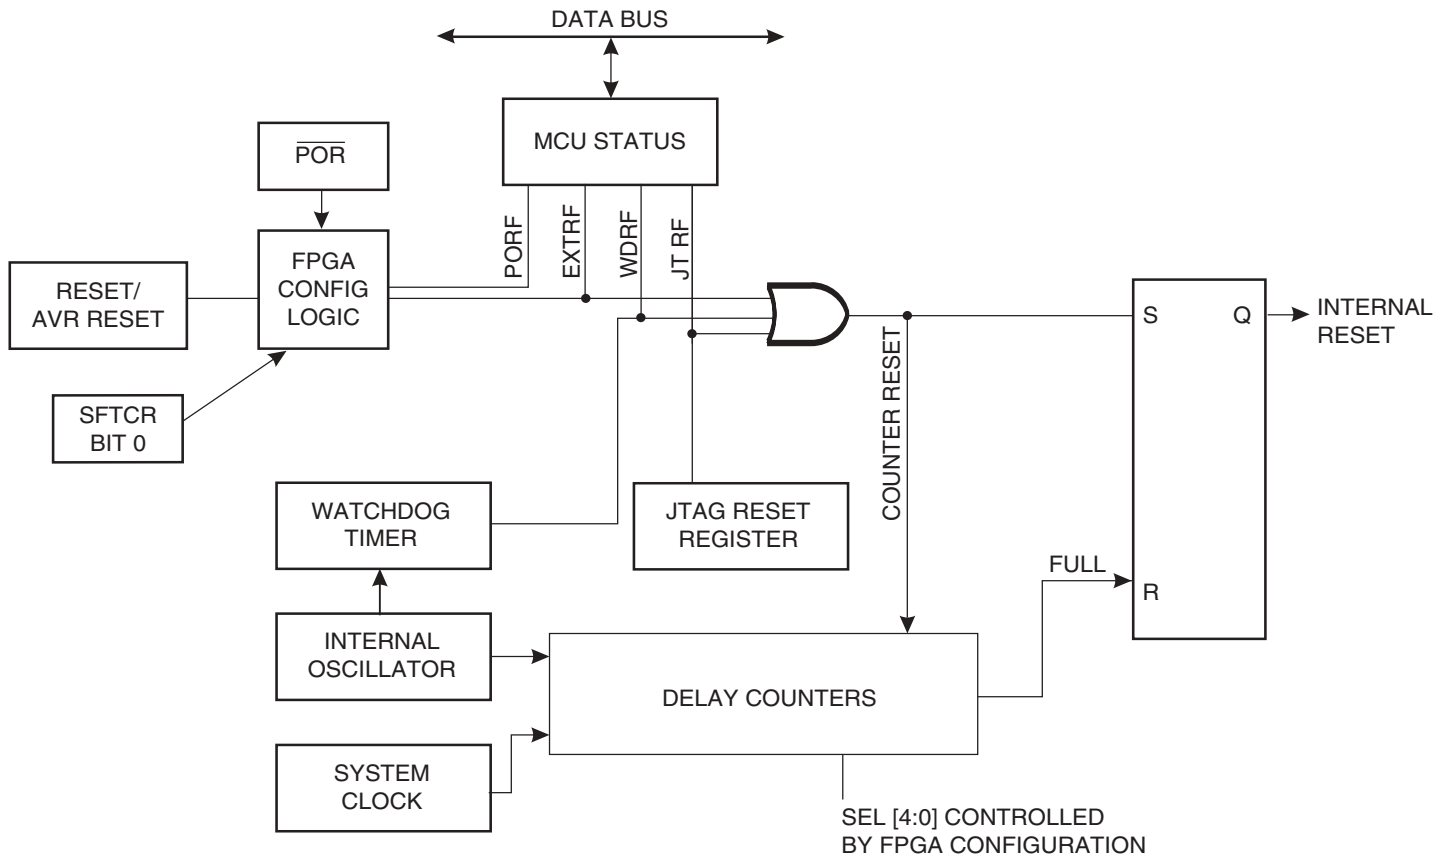 DATA BUS
MCU STATUS
POR
PORF
EXTRF
WDRF
JT RF
FPGA
CONFIG
LOGIC
RESET/
AVR RESET
SFTCR
BIT 0
S
Q
INTERNAL
RESET
COUNTER RESET
WATCHDOG
TIMER
JTAG RESET
REGISTER
FULL
R
INTERNAL
OSCILLATOR
DELAY COUNTERS
SYSTEM
CLOCK
SEL [4:0] CONTROLLED
BY FPGA CONFIGURATION